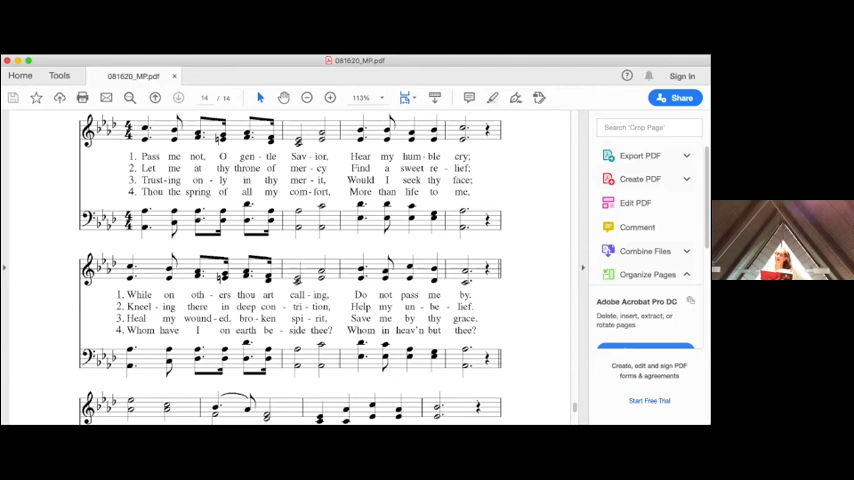 081620_MP.pdf
Home Tools 081620_MP.pdf × Sign In
14 / 14 113% Share
Search 'Crop Page'
Export PDF
Create PDF
Edit PDF
Comment
Combine Files
Organize Pages
Adobe Acrobat Pro DC
Delete, insert, extract, or
rotate pages
Create, edit and sign PDF
forms & agreements
Start Free Trial
1. Pass me not, O gen - tle Sav - ior, Hear my hum - ble cry;
2. Let me at thy throne of mer - cy Find a sweet re - lief;
3. Trust - ing on - ly in thy mer - it, Would I seek thy face;
4. Thou the spring of all my com - fort, More than life to me,
1. While on oth - ers thou art call - ing, Do not pass me by.
2. Kneel - ing there in deep con - tri - tion, Help my un - be - lief.
3. Heal my wound - ed, bro - ken spi - rit, Save me by thy grace.
4. Whom have I on earth be - side thee? Whom in heav'n but thee?